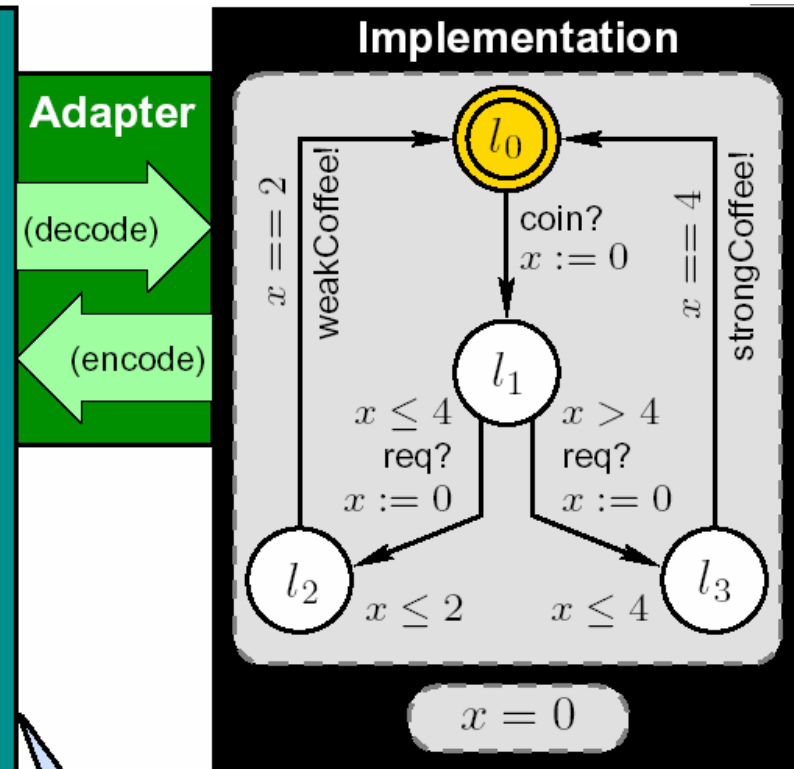 Implementation
Adapter
(decode)
(encode)
l₀
x == 2
weakCoffee!
coin?
x := 0
x == 4
strongCoffee!
l₁
x ≤ 4
req?
x := 0
x > 4
req?
x := 0
l₂
x ≤ 2
x ≤ 4
l₃
x = 0